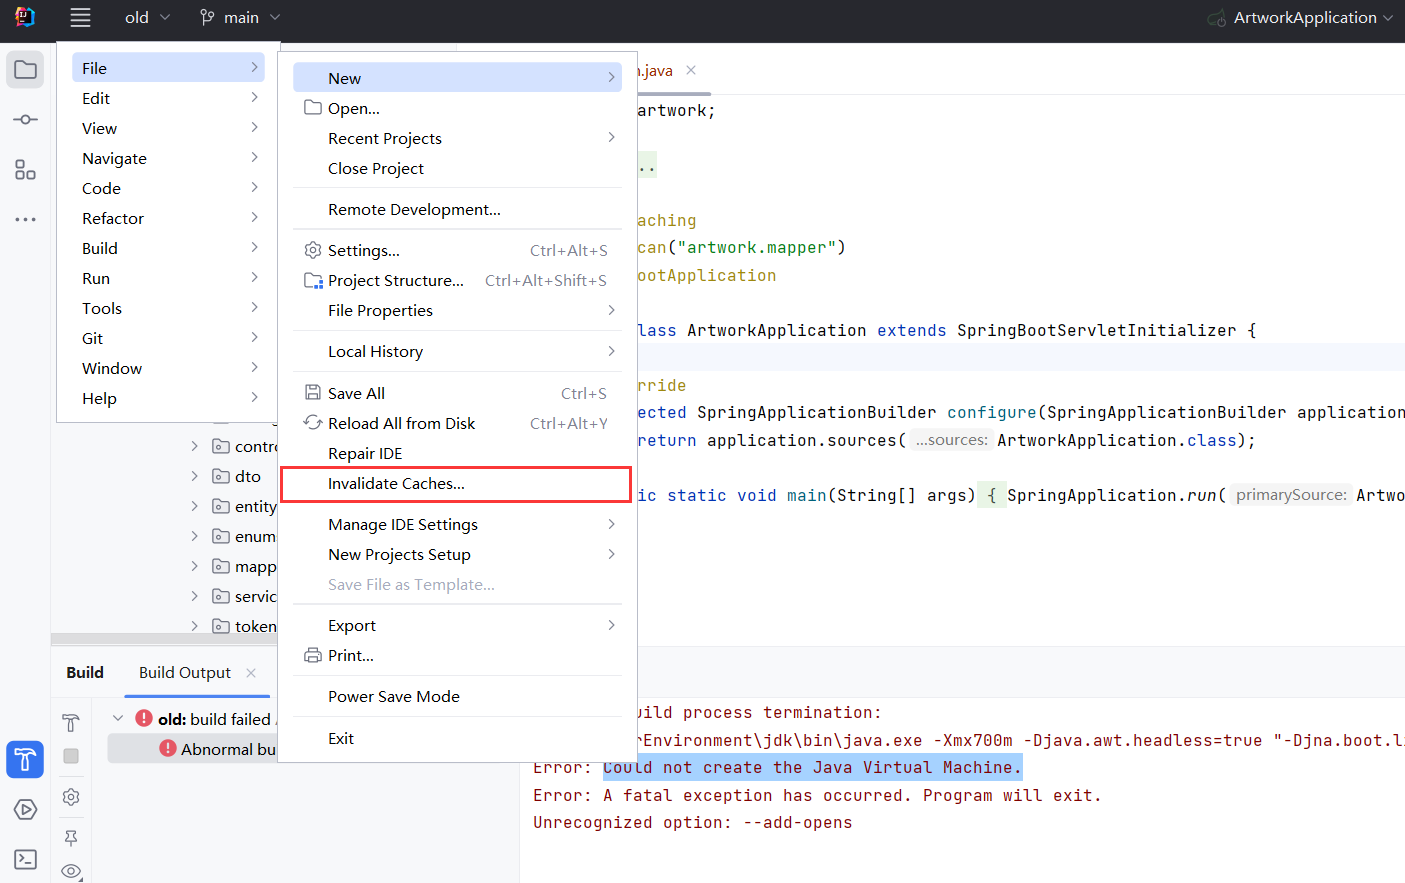 old
main
ArtworkApplication
File
Edit
View
Navigate
Code
Refactor
Build
Run
Tools
Git
Window
Help
New
Open...
Recent Projects
Close Project
Remote Development...
Settings... Ctrl+Alt+S
Project Structure... Ctrl+Alt+Shift+S
File Properties
Local History
Save All Ctrl+S
Reload All from Disk Ctrl+Alt+Y
Repair IDE
Invalidate Caches...
Manage IDE Settings
New Projects Setup
Save File as Template...
Export
Print...
Power Save Mode
Exit
.java
artwork;
..
aching
can("artwork.mapper")
ootApplication
lass ArtworkApplication extends SpringBootServletInitializer {
rride
ected SpringApplicationBuilder configure(SpringApplicationBuilder application
return application.sources( ...sources: ArtworkApplication.class);
ic static void main(String[] args) { SpringApplication.run( primarySource: Artwo
contro
dto
entity
enum
mapp
servic
token
Build
Build Output
old: build failed
Abnormal bu
uild process termination:
rEnvironment\jdk\bin\java.exe -Xmx700m -Djava.awt.headless=true "-Djna.boot.li
Error: Could not create the Java Virtual Machine.
Error: A fatal exception has occurred. Program will exit.
Unrecognized option: --add-opens